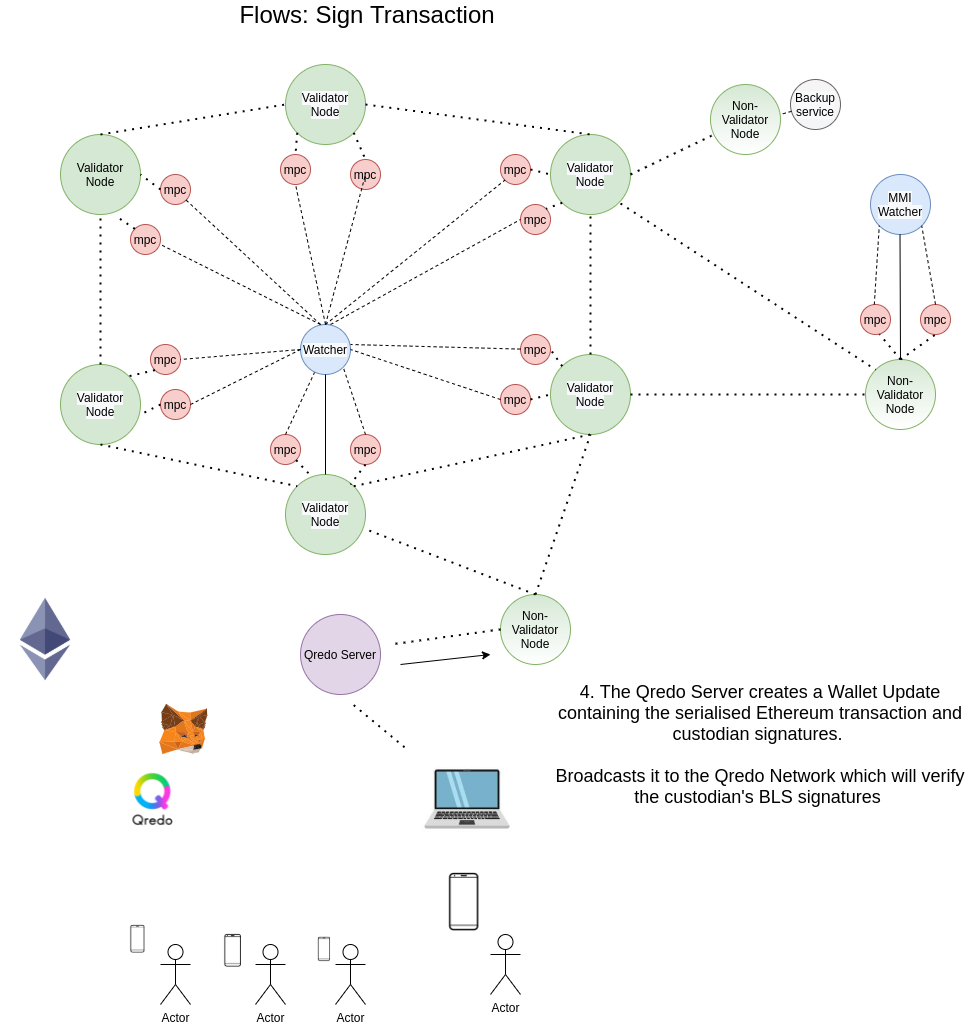 Flows: Sign Transaction
Validator
Node
Non-
Validator
Node
Backup
service
Validator
Node
Validator
Node
mpc
mpc
mpc
mpc
MMI
Watcher
mpc
mpc
mpc
mpc
Watcher
mpc
mpc
mpc
Validator
Node
Validator
Node
Non-
Validator
Node
mpc
mpc
mpc
mpc
Validator
Node
Non-
Validator
Node
Qredo Server
4. The Qredo Server creates a Wallet Update
containing the serialised Ethereum transaction and
custodian signatures.
Broadcasts it to the Qredo Network which will verify
the custodian's BLS signatures
Qredo
Actor
Actor
Actor
Actor